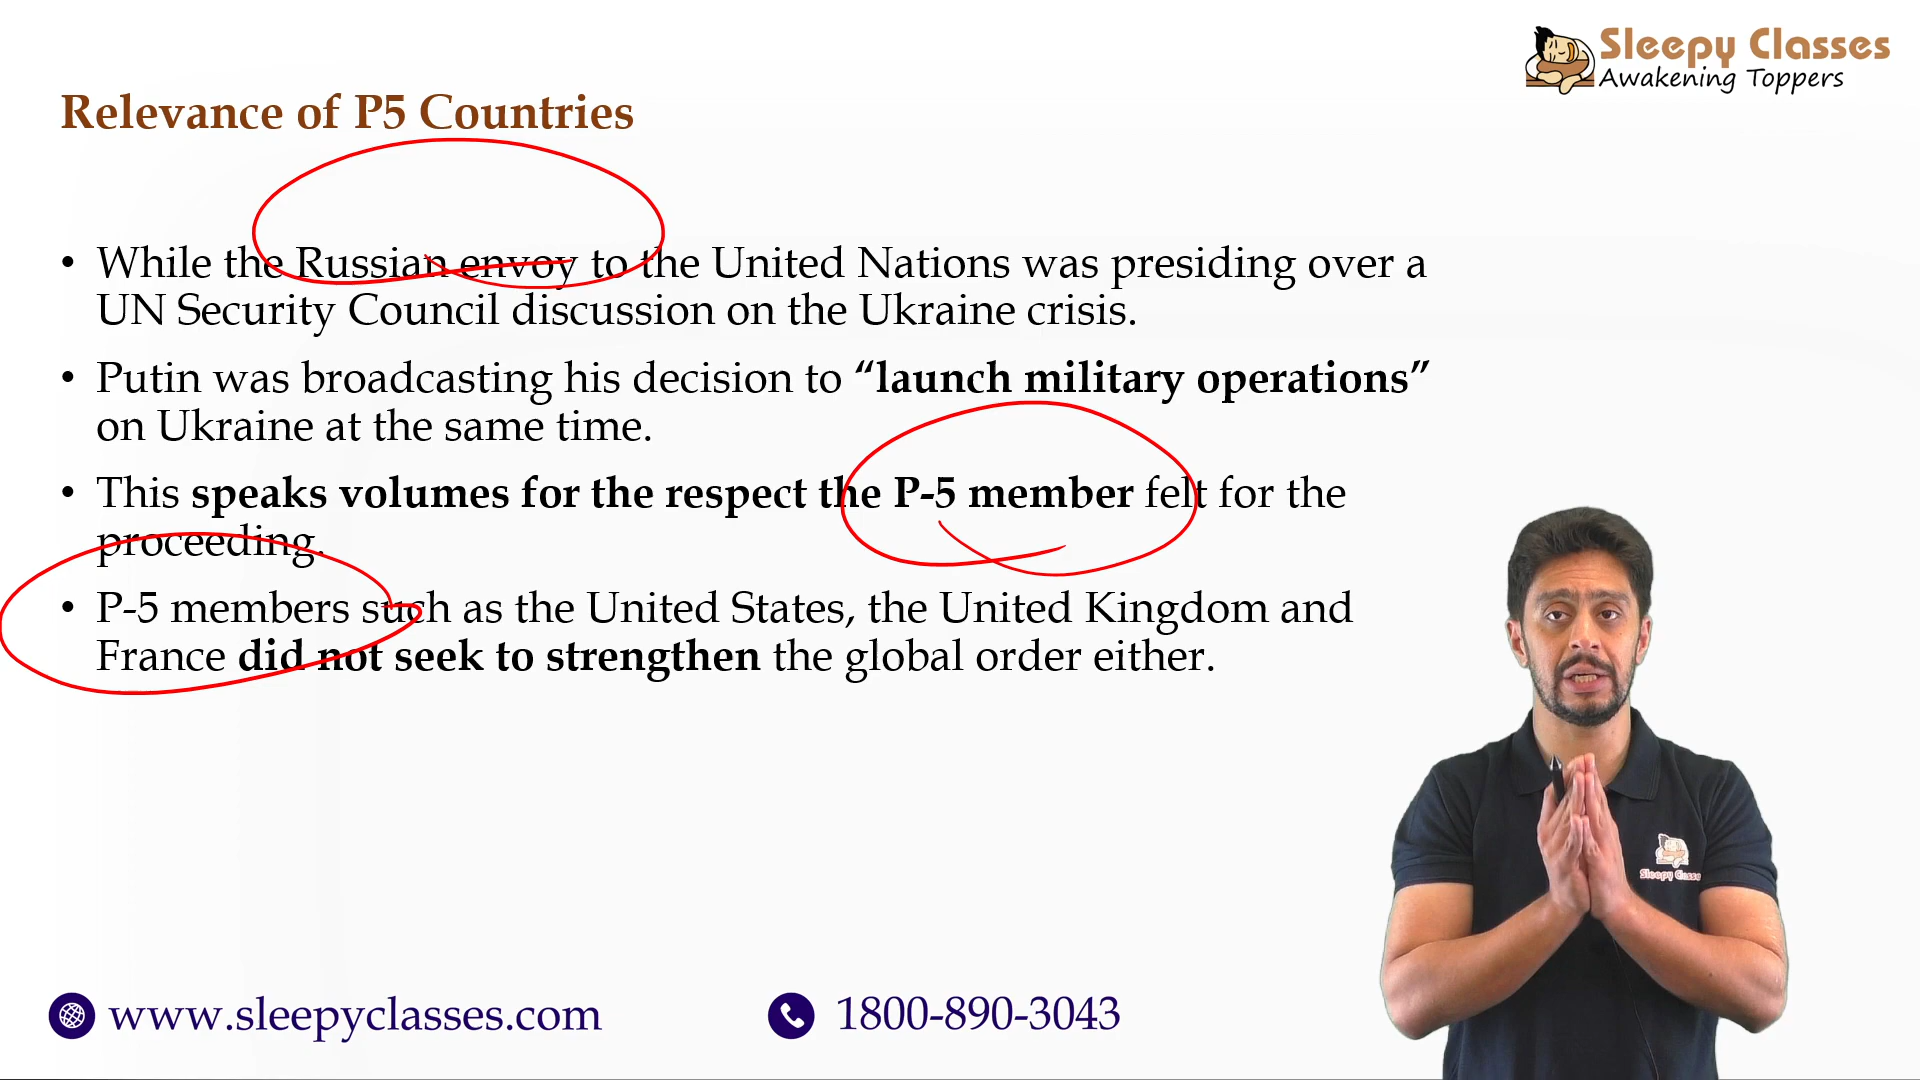 Sleepy Classes
Awakening Toppers
Relevance of P5 Countries
• While the Russian envoy to the United Nations was presiding over a
UN Security Council discussion on the Ukraine crisis.
• Putin was broadcasting his decision to “launch military operations”
on Ukraine at the same time.
• This speaks volumes for the respect the P-5 member felt for the
proceeding.
• P-5 members such as the United States, the United Kingdom and
France did not seek to strengthen the global order either.
Sleepy Classes
www.sleepyclasses.com
1800-890-3043